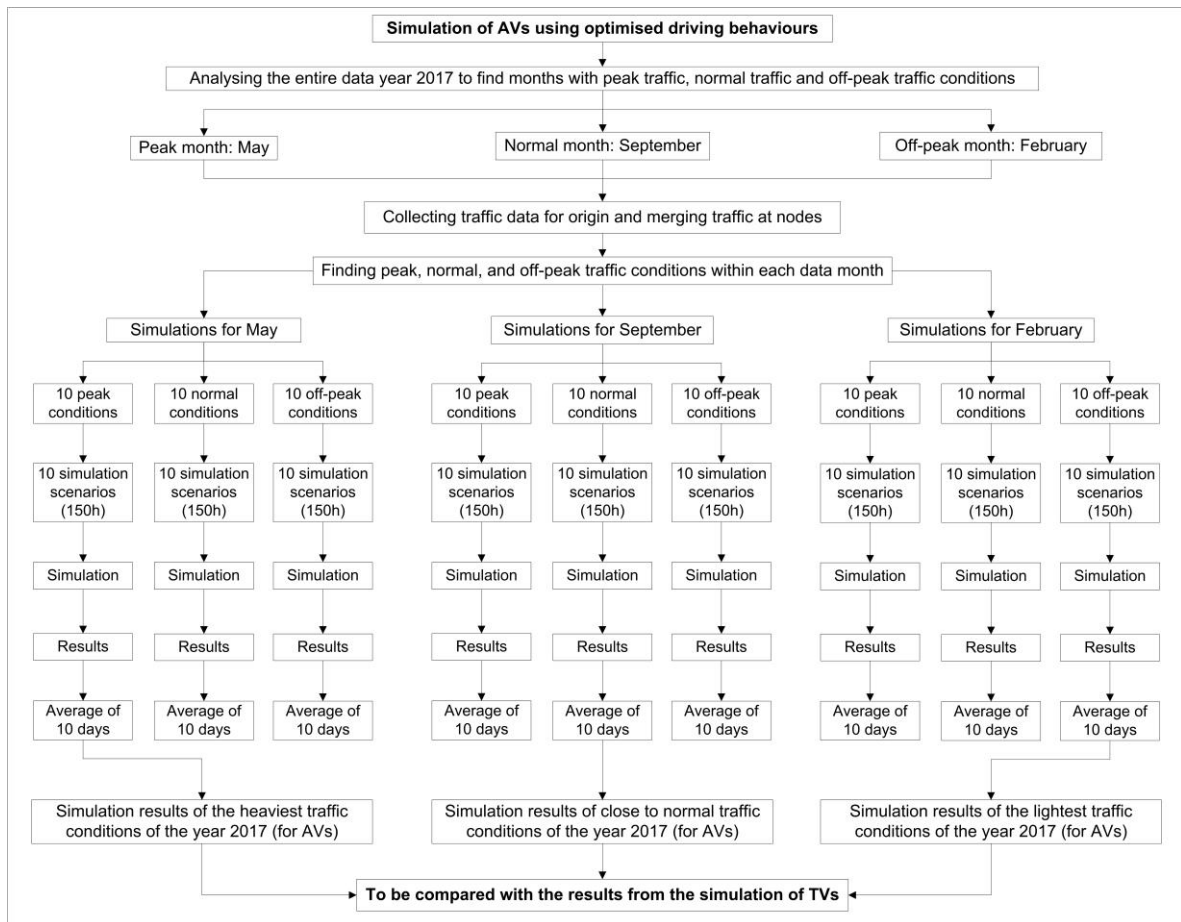 Simulation of AVs using optimised driving behaviours
Analysing the entire data year 2017 to find months with peak traffic, normal traffic and off-peak traffic conditions
Peak month: May
Normal month: September
Off-peak month: February
Collecting traffic data for origin and merging traffic at nodes
Finding peak, normal, and off-peak traffic conditions within each data month
Simulations for May
Simulations for September
Simulations for February
10 peak
conditions
10 normal
conditions
10 off-peak
conditions
10 peak
conditions
10 normal
conditions
10 off-peak
conditions
10 peak
conditions
10 normal
conditions
10 off-peak
conditions
10 simulation
scenarios
(150h)
10 simulation
scenarios
(150h)
10 simulation
scenarios
(150h)
10 simulation
scenarios
(150h)
10 simulation
scenarios
(150h)
10 simulation
scenarios
(150h)
10 simulation
scenarios
(150h)
10 simulation
scenarios
(150h)
10 simulation
scenarios
(150h)
Simulation
Simulation
Simulation
Simulation
Simulation
Simulation
Simulation
Simulation
Simulation
Results
Results
Results
Results
Results
Results
Results
Results
Results
Average of
10 days
Average of
10 days
Average of
10 days
Average of
10 days
Average of
10 days
Average of
10 days
Average of
10 days
Average of
10 days
Average of
10 days
Simulation results of the heaviest traffic
conditions of the year 2017 (for AVs)
Simulation results of close to normal traffic
conditions of the year 2017 (for AVs)
Simulation results of the lightest traffic
conditions of the year 2017 (for AVs)
To be compared with the results from the simulation of TVs